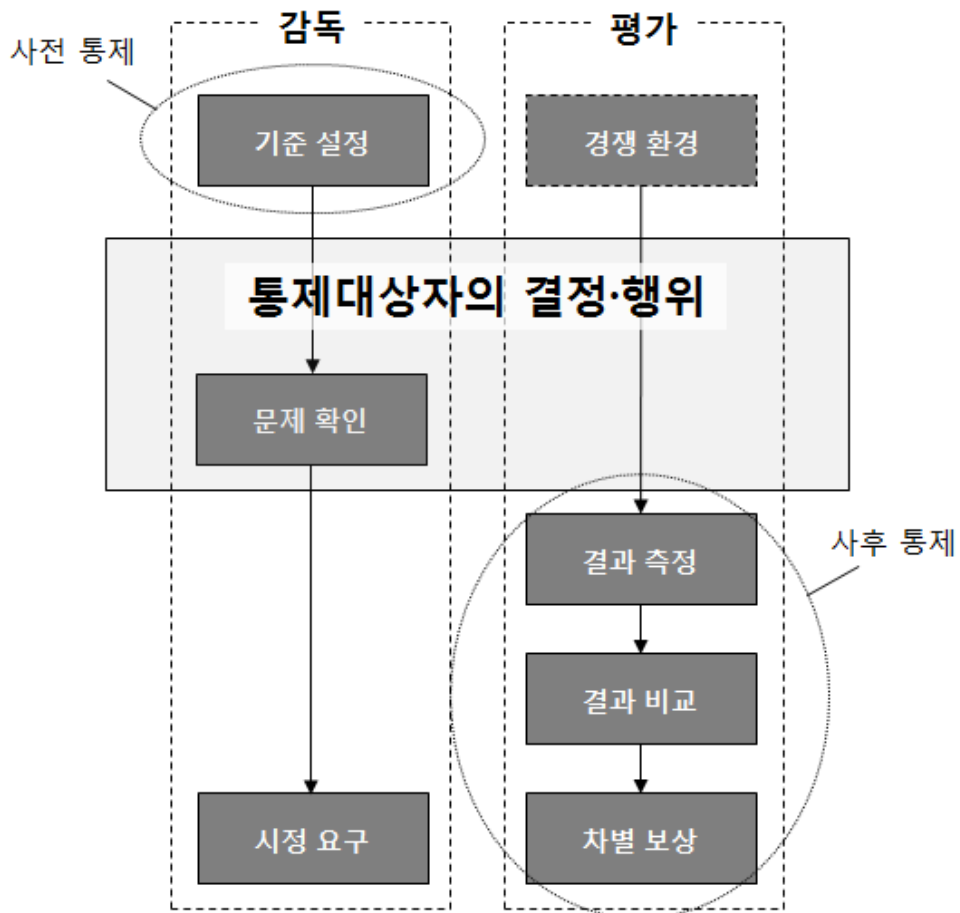 감독
평가
사전 통제
기준 설정
경쟁 환경
통제대상자의 결정·행위
문제 확인
결과 측정
사후 통제
결과 비교
시정 요구
차별 보상